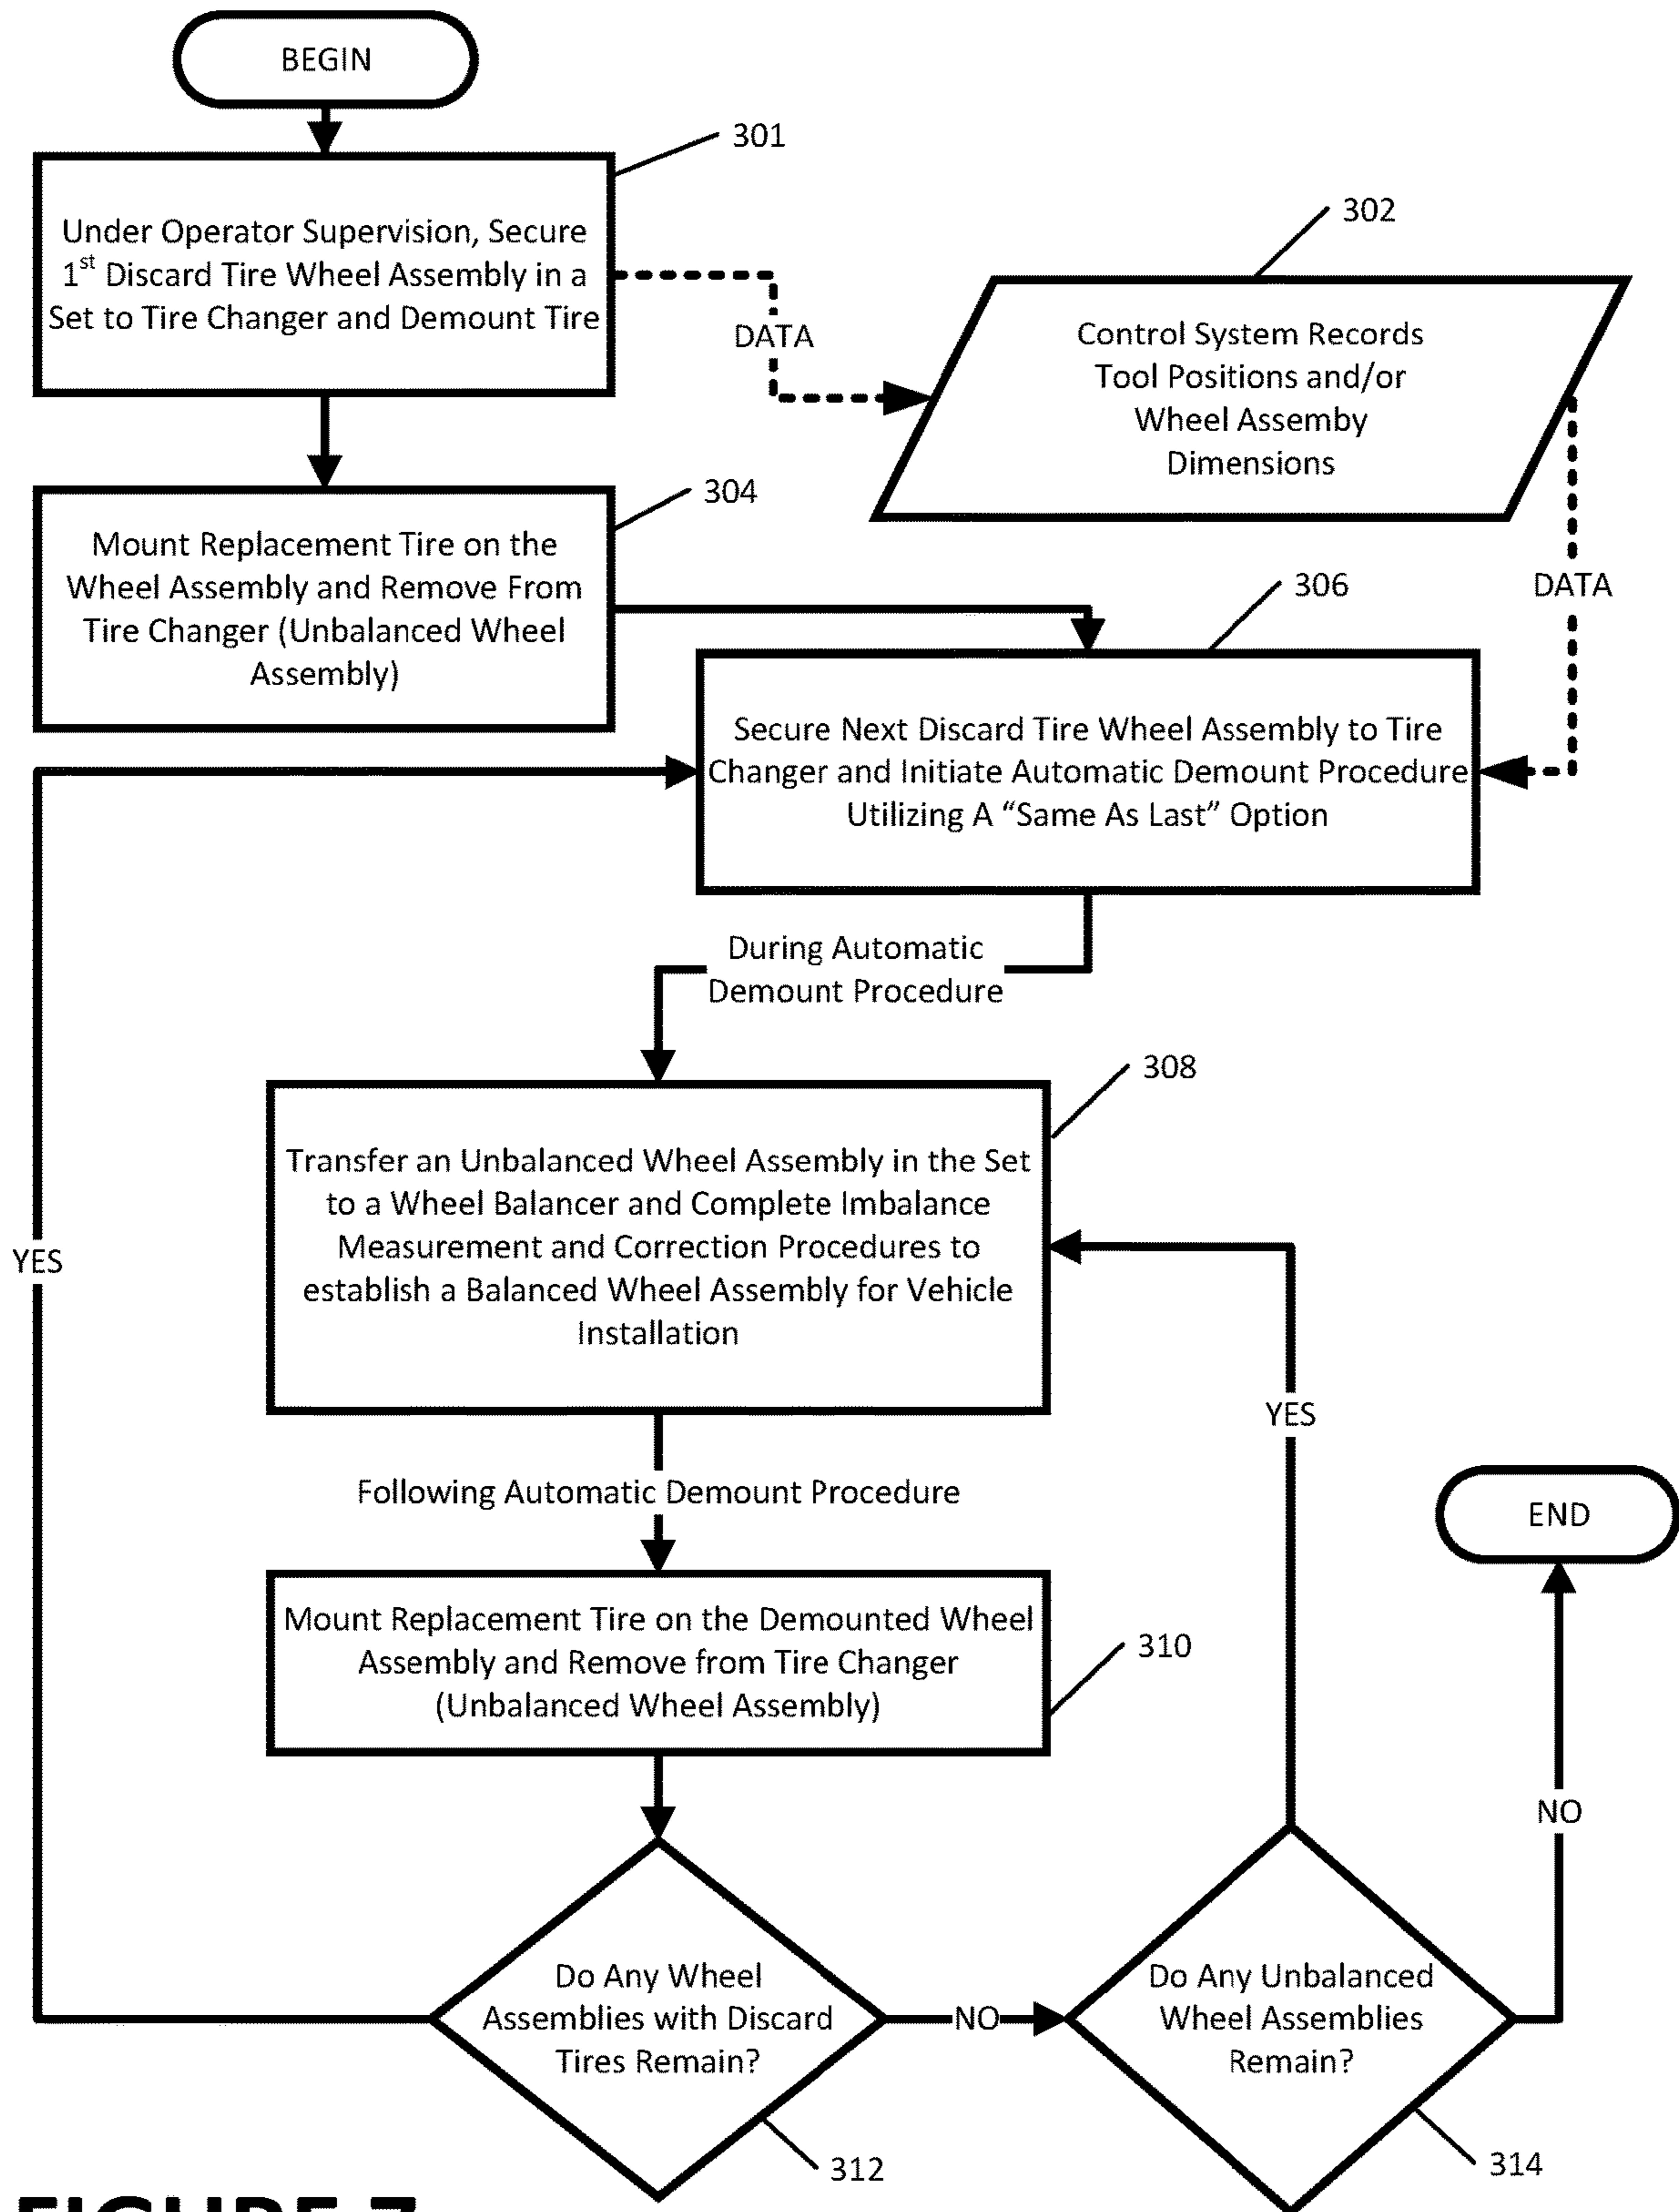 BEGIN
301
Under Operator Supervision, Secure
1st Discard Tire Wheel Assembly in a
Set to Tire Changer and Demount Tire
302
DATA
Control System Records
Tool Positions and/or
Wheel Assemby
Dimensions
304
Mount Replacement Tire on the
Wheel Assembly and Remove From
Tire Changer (Unbalanced Wheel
Assembly)
306
DATA
Secure Next Discard Tire Wheel Assembly to Tire
Changer and Initiate Automatic Demount Procedure
Utilizing A “Same As Last” Option
During Automatic
Demount Procedure
308
Transfer an Unbalanced Wheel Assembly in the Set
to a Wheel Balancer and Complete Imbalance
Measurement and Correction Procedures to
establish a Balanced Wheel Assembly for Vehicle
Installation
YES
YES
Following Automatic Demount Procedure
END
Mount Replacement Tire on the Demounted Wheel
Assembly and Remove from Tire Changer
(Unbalanced Wheel Assembly)
310
NO
Do Any Wheel
Assemblies with Discard
Tires Remain?
NO
Do Any Unbalanced
Wheel Assemblies
Remain?
312
314
FIGURE 7